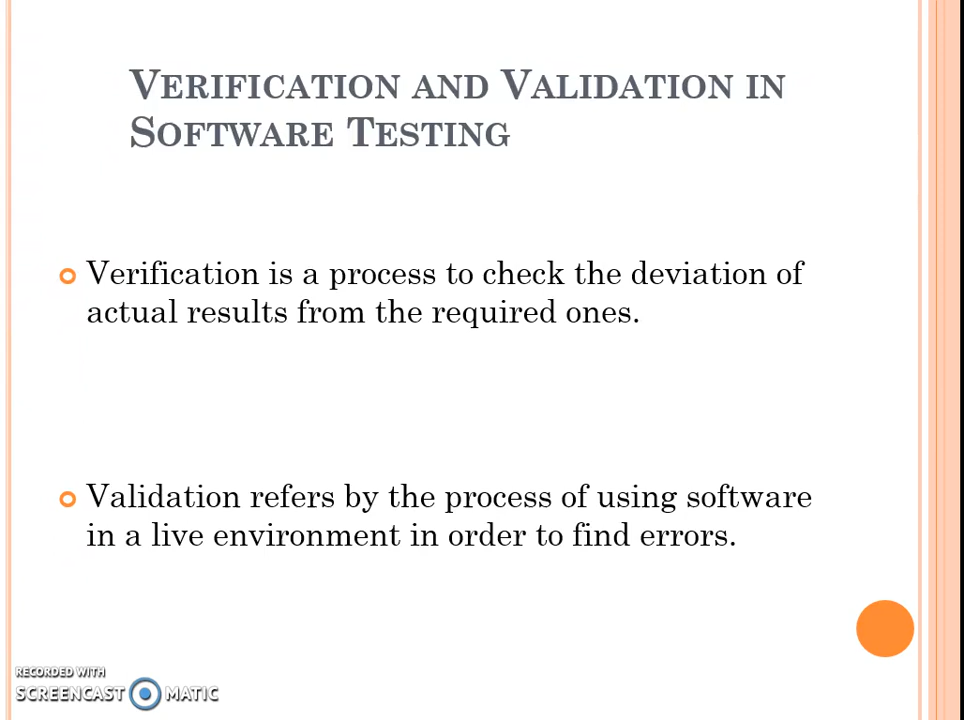 VERIFICATION AND VALIDATION IN
SOFTWARE TESTING
Verification is a process to check the deviation of
actual results from the required ones.
Validation refers by the process of using software
in a live environment in order to find errors.
RECORDED WITH
SCREENCAST MATIC